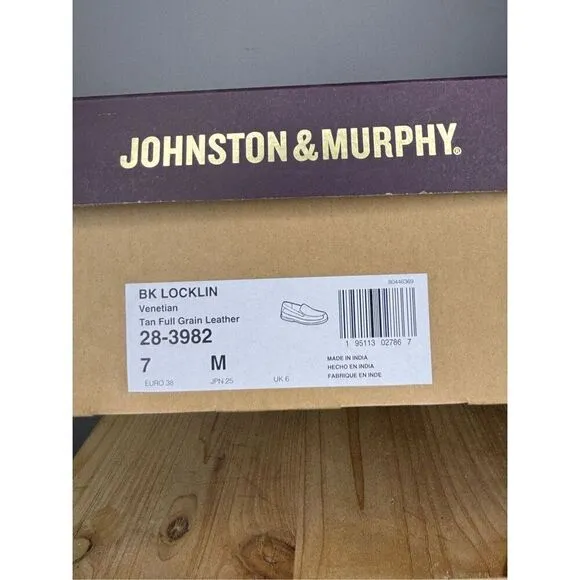 JOHNSTON & MURPHY®
80446369
BK LOCKLIN
Venetian
Tan Full Grain Leather
28-3982
7 M
EURO 38 JPN 25 UK 6
1 95113 02786 7
MADE IN INDIA
HECHO EN INDIA
FABRIQUE EN INDE